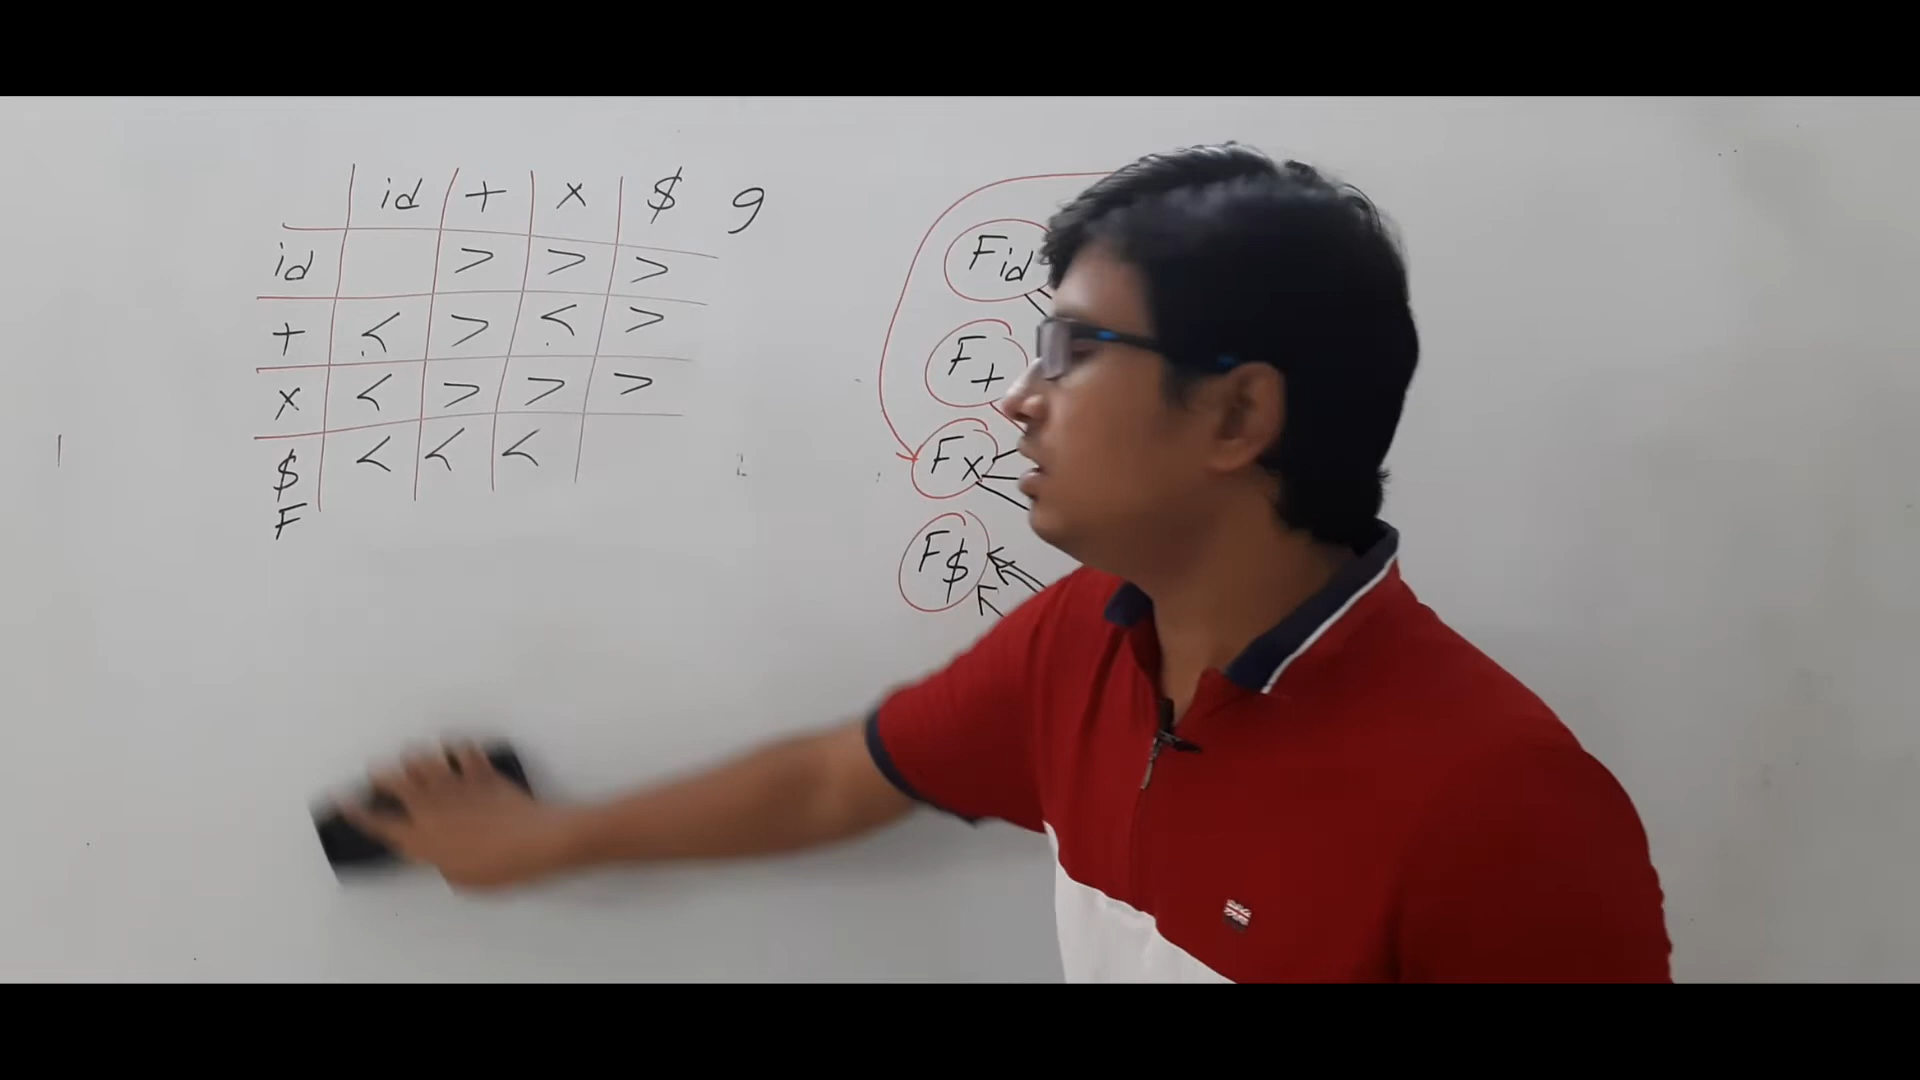 id + x $ g
id > > >
+ < > < >
x < > > >
$ < < <
F
Fid
F+
Fx
F$